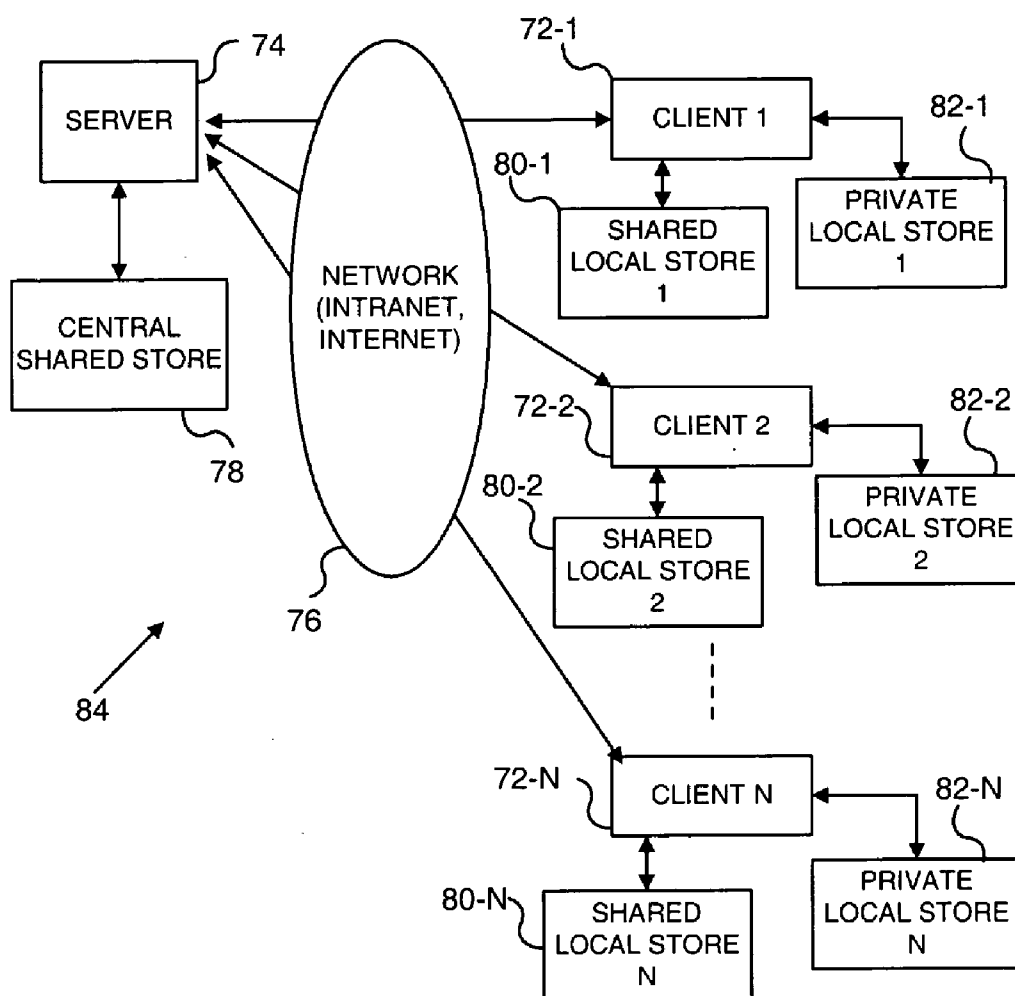 72-1
74
SERVER
CLIENT 1
82-1
80-1
SHARED
LOCAL STORE
1
PRIVATE
LOCAL STORE
1
NETWORK
(INTRANET,
INTERNET)
CENTRAL
SHARED STORE
78
72-2
CLIENT 2
82-2
80-2
SHARED
LOCAL STORE
2
PRIVATE
LOCAL STORE
2
76
84
72-N
CLIENT N
82-N
80-N
SHARED
LOCAL STORE
N
PRIVATE
LOCAL STORE
N